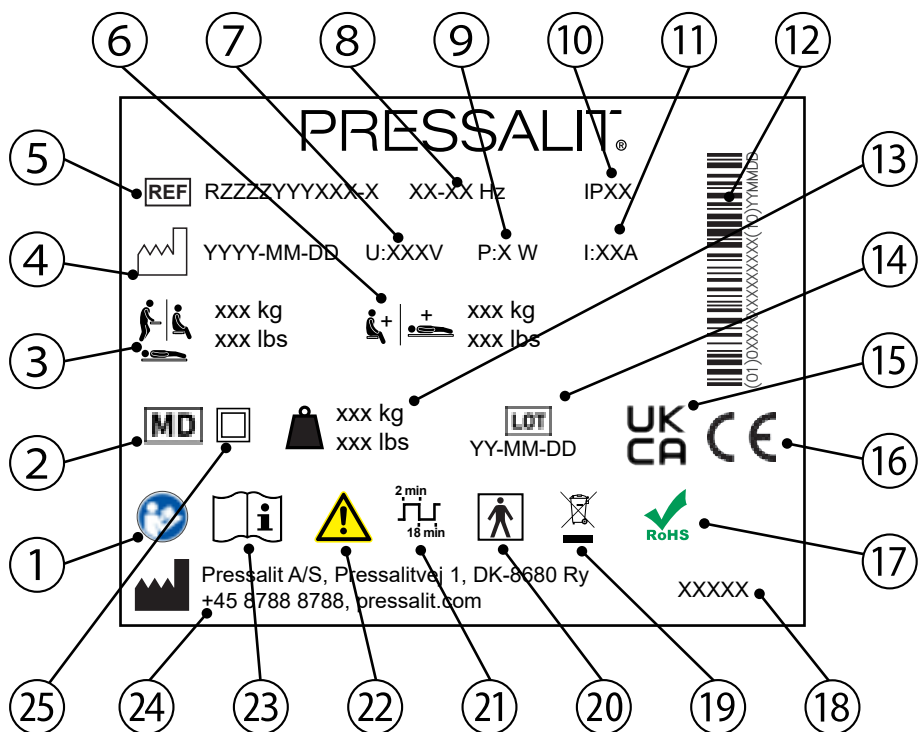 6 7 8 9 10 11 12
PRESSALIT®
5 REF RZZZZYYYXXX-X XX-XX Hz IPXX 13
4 YYYY-MM-DD U:XXXV P:X W I:XXA 14
xxx kg xxx kg
3 xxx lbs xxx lbs
(01)0XXXXXXXXXXXXX(10)YYMMDD
15
2 MD xxx kg LOT UK CE 16
xxx lbs YY-MM-DD CA
2 min
18 min
i
RoHS
1 17
Pressalit A/S, Pressalitvej 1, DK-8680 Ry
+45 8788 8788, pressalit.com
XXXXX
25 24 23 22 21 20 19 18